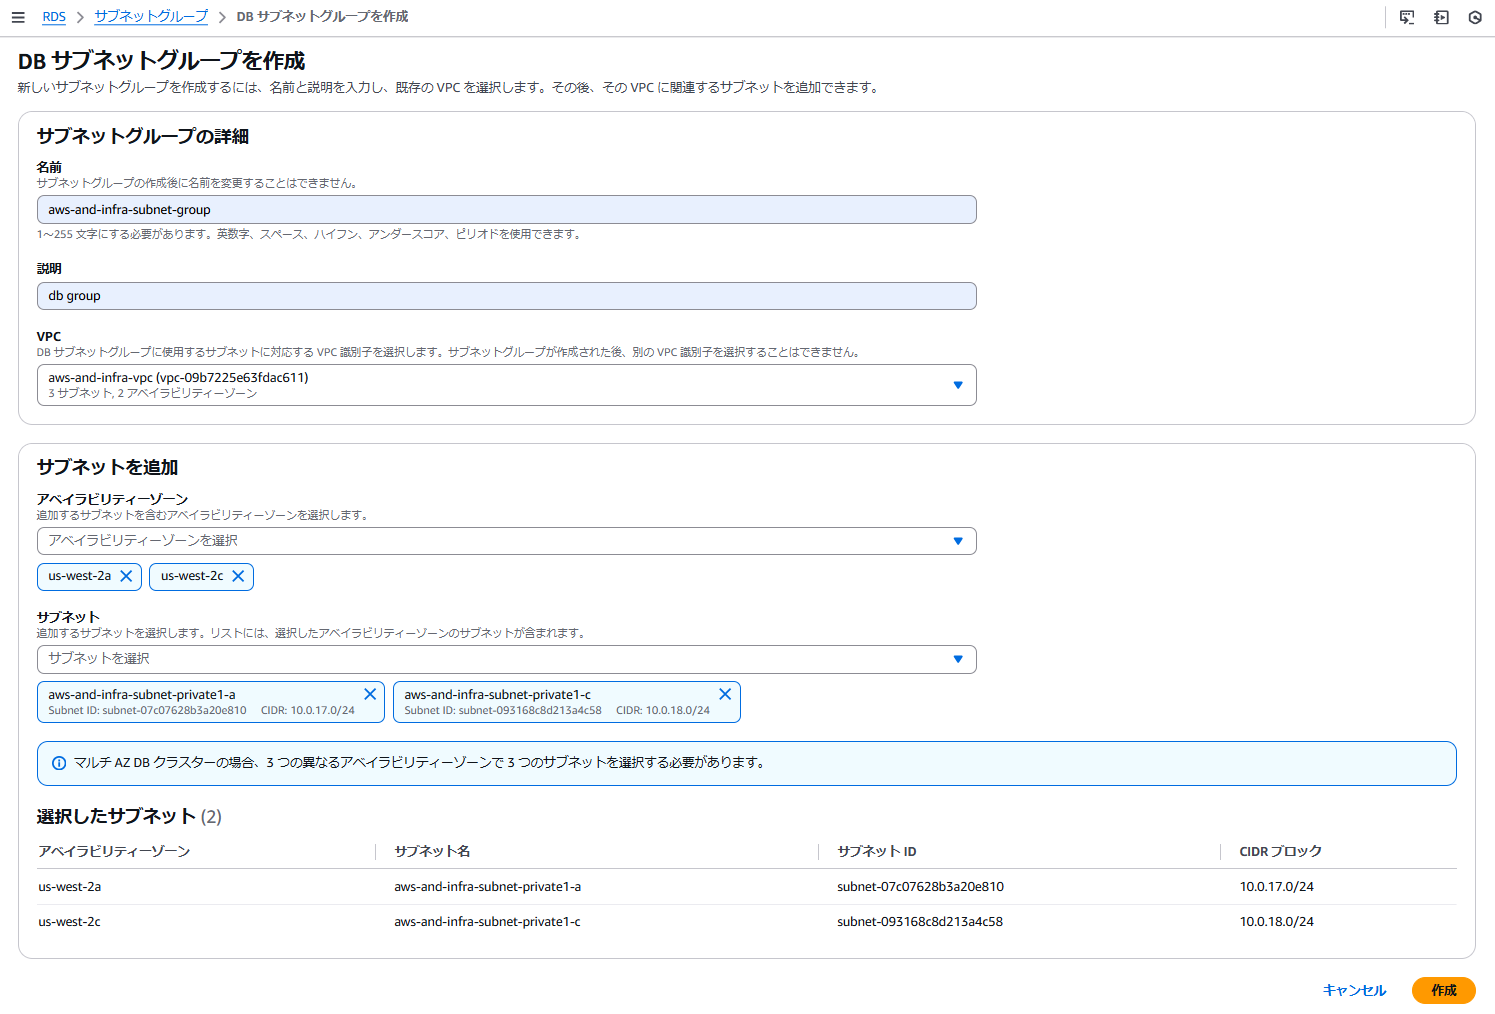 RDS > サブネットグループ > DB サブネットグループを作成
DB サブネットグループを作成
新しいサブネットグループを作成するには、名前と説明を入力し、既存の VPC を選択します。その後、その VPC に関連するサブネットを追加できます。
サブネットグループの詳細
名前
サブネットグループの作成後に名前を変更することはできません。
aws-and-infra-subnet-group
1～255 文字にする必要があります。英数字、スペース、ハイフン、アンダースコア、ピリオドを使用できます。
説明
db group
VPC
DB サブネットグループに使用するサブネットに対応する VPC 識別子を選択します。サブネットグループが作成された後、別の VPC 識別子を選択することはできません。
aws-and-infra-vpc (vpc-09b7225e63fdac611)
3 サブネット, 2 アベイラビリティーゾーン
サブネットを追加
アベイラビリティーゾーン
追加するサブネットを含むアベイラビリティーゾーンを選択します。
アベイラビリティーゾーンを選択
us-west-2a us-west-2c
サブネット
追加するサブネットを選択します。リストには、選択したアベイラビリティーゾーンのサブネットが含まれます。
サブネットを選択
aws-and-infra-subnet-private1-a aws-and-infra-subnet-private1-c
Subnet ID: subnet-07c07628b3a20e810 CIDR: 10.0.17.0/24 Subnet ID: subnet-093168c8d213a4c58 CIDR: 10.0.18.0/24
マルチ AZ DB クラスターの場合、3 つの異なるアベイラビリティーゾーンで 3 つのサブネットを選択する必要があります。
選択したサブネット (2)
アベイラビリティーゾーン サブネット名 サブネット ID CIDR ブロック
us-west-2a aws-and-infra-subnet-private1-a subnet-07c07628b3a20e810 10.0.17.0/24
us-west-2c aws-and-infra-subnet-private1-c subnet-093168c8d213a4c58 10.0.18.0/24
キャンセル 作成